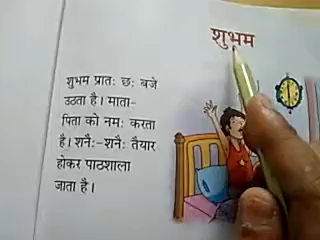 शुभम
शुभम प्रातः छः बजे
उठता है। माता-
पिता को नमः करता
है। शनैः-शनैः तैयार
होकर पाठशाला
जाता है।